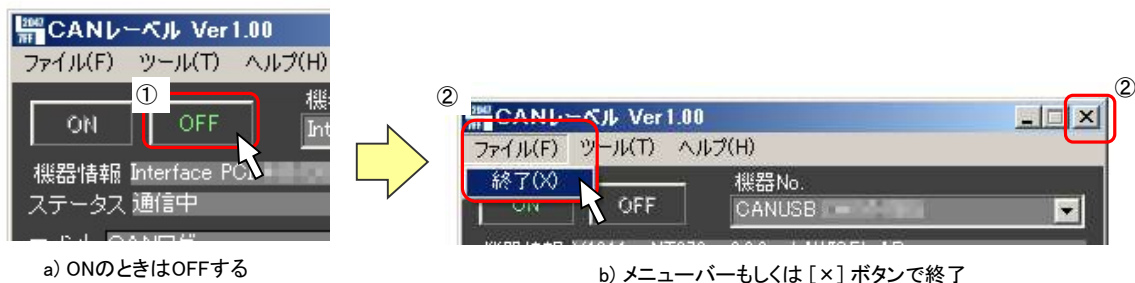 CANレーベル Ver1.00
ファイル(F) ツール(T) ヘルプ(H)
①
ON OFF
機器情報 Interface
ステータス 通信中
a) ONのときはOFFする
② ②
CANレーベル Ver1.00
ファイル(F) ツール(T) ヘルプ(H)
終了(X)
機器No.
ON OFF CANUSB
b) メニューバーもしくは [×] ボタンで終了